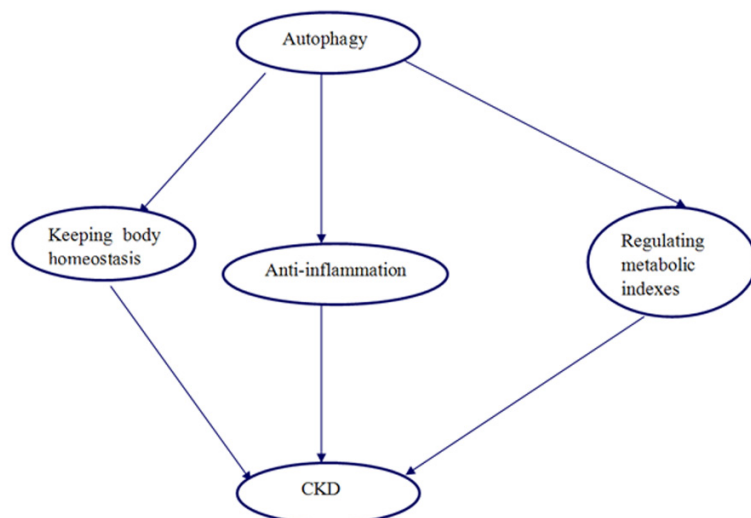 Autophagy
Keeping body
homeostasis
Anti-inflammation
Regulating
metabolic
indexes
CKD